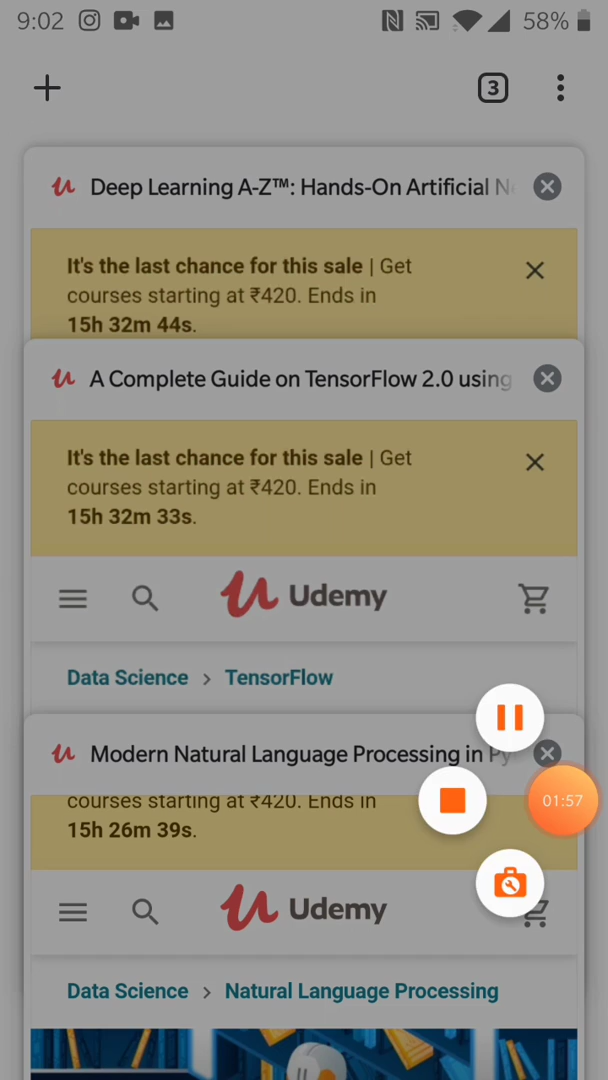 9:02 58%
3
Deep Learning A-Z™: Hands-On Artificial Ne
It's the last chance for this sale | Get
courses starting at ₹420. Ends in
15h 32m 44s.
A Complete Guide on TensorFlow 2.0 using
It's the last chance for this sale | Get
courses starting at ₹420. Ends in
15h 32m 33s.
Udemy
Data Science > TensorFlow
Modern Natural Language Processing in Py
courses starting at ₹420. Ends in
01:57
15h 26m 39s.
Udemy
Data Science > Natural Language Processing